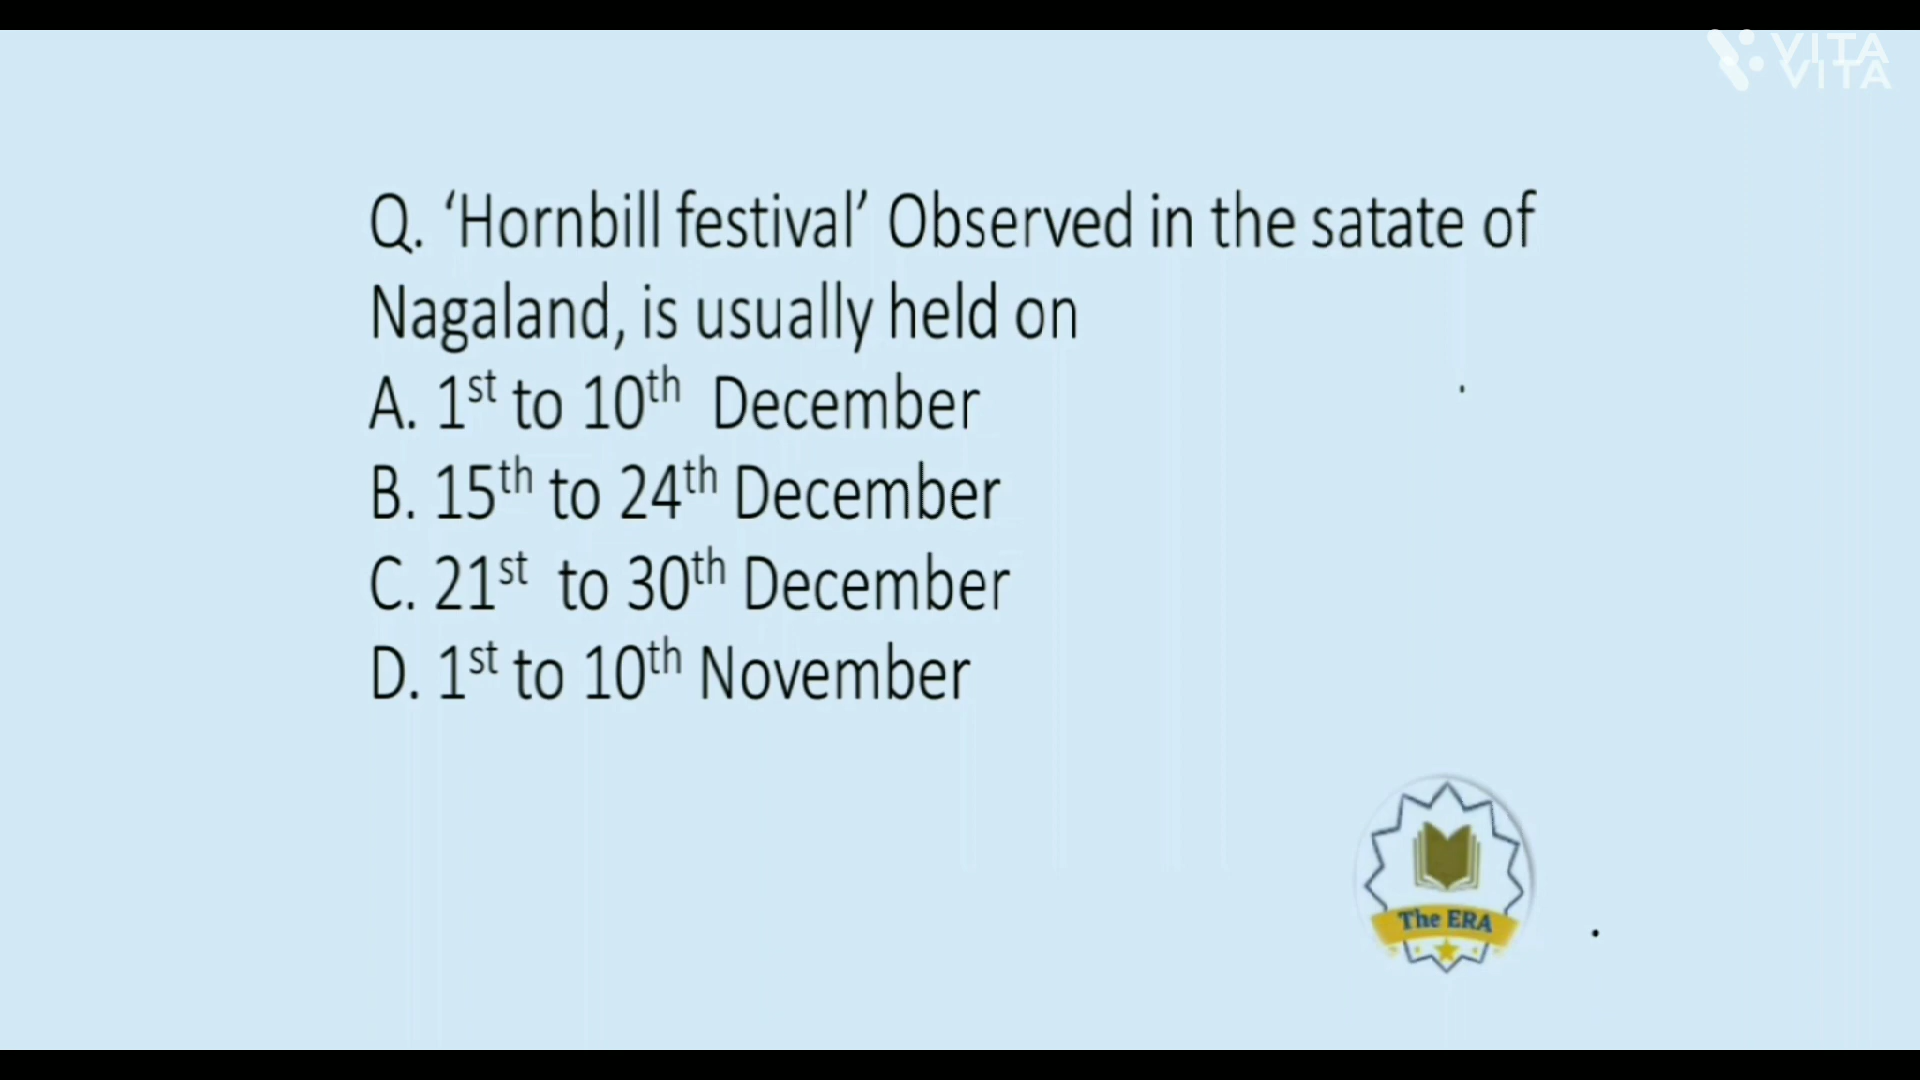 VITA
VITA
Q. ‘Hornbill festival’ Observed in the satate of
Nagaland, is usually held on
A. 1st to 10th December
B. 15th to 24th December
C. 21st to 30th December
D. 1st to 10th November
The ERA